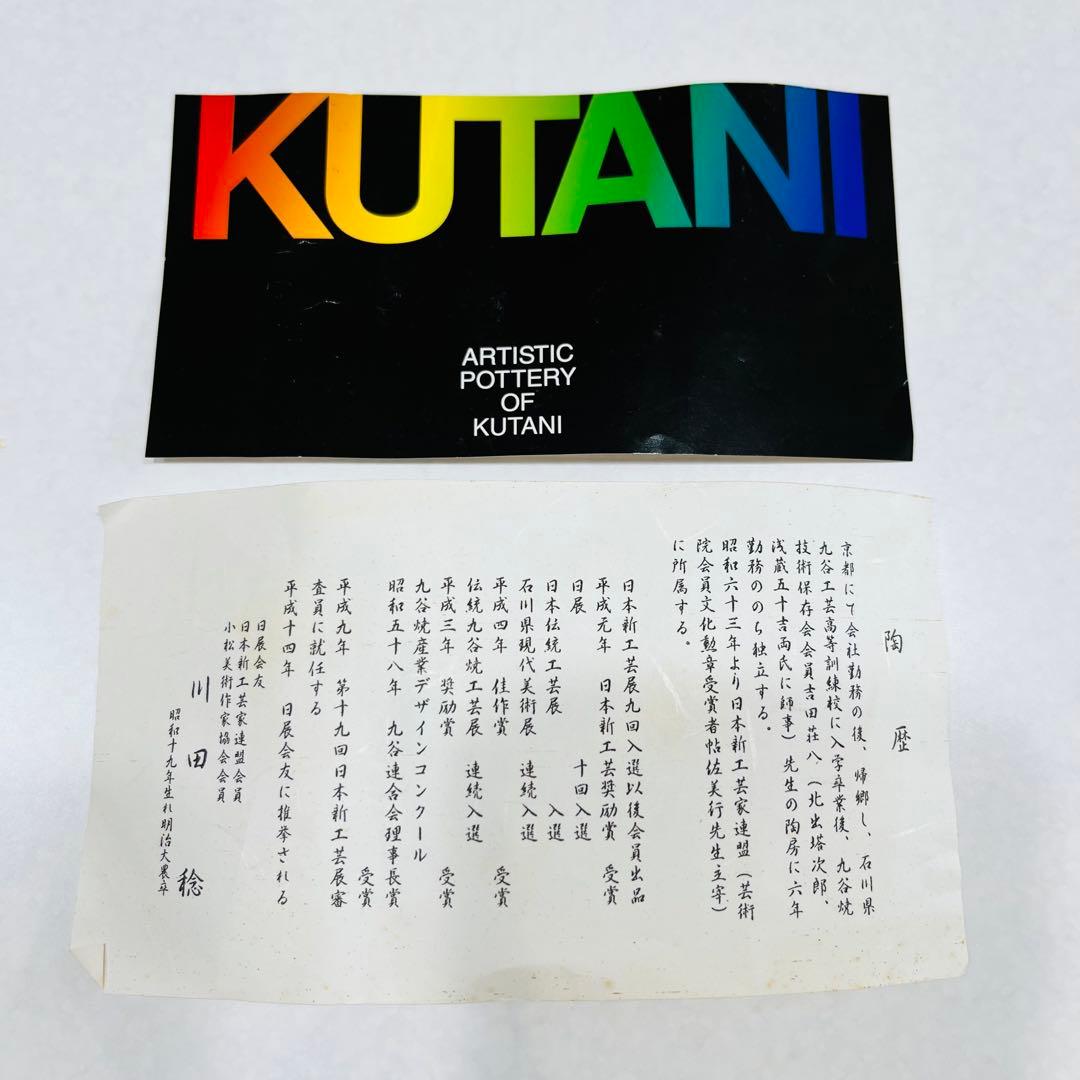 KUTANI
ARTISTIC
POTTERY
OF
KUTANI
陶歴
京都にて会社勤務の後、帰郷し、石川県
九谷工芸高等訓練校に入学卒業後、九谷焼
技術保存会会員吉田荘八、(北出塔次郎、
浅蔵五十吉両氏に師事)先生の陶房に六年
勤務ののち独立する。
昭和六十三年より日本新工芸家連盟(芸術
院会員文化勲章受賞者帖佐美行先生主宰)
に所属する。
日本新工芸展九回入選以後会員出品
平成元年 日本新工芸奨励賞 受賞
日展 十回入選
日本伝統工芸展 入選
石川県現代美術展 連続入選
平成四年 佳作賞 受賞
伝統九谷焼工芸展 連続入選
平成三年 奨励賞 受賞
九谷焼産業デザインコンクール
昭和五十八年 九谷連合会理事長賞
受賞
平成九年 第十九回日本新工芸展審
査員に就任する
平成十四年 日展会友に推挙される
日展会友
日本新工芸家連盟会員
小松美術作家協会会員
川田 稔
昭和十九年生れ明治大農卒